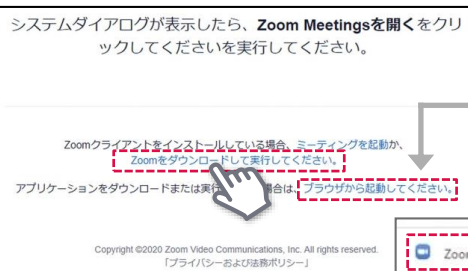 システムダイアログが表示したら、Zoom Meetingsを開くをクリ
ックしてくださいを実行してください。
Zoomクライアントをインストールしている場合、ミーティングを起動か、
Zoomをダウンロードして実行してください。
アプリケーションをダウンロードまたは実行 場合は、ブラウザから起動してください。
Copyright ©2020 Zoom Video Communications, Inc. All rights reserved.
「プライバシーおよび法務ポリシー」
Zoom